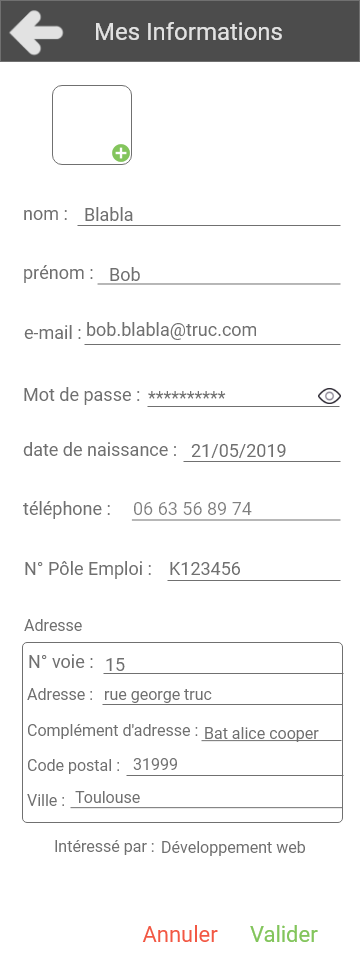 Mes Informations
nom : Blabla
prénom : Bob
e-mail : bob.blabla@truc.com
Mot de passe : **********
date de naissance : 21/05/2019
téléphone : 06 63 56 89 74
N° Pôle Emploi : K123456
Adresse
N° voie : 15
Adresse : rue george truc
Complément d'adresse : Bat alice cooper
Code postal : 31999
Ville : Toulouse
Intéressé par : Développement web
Annuler Valider